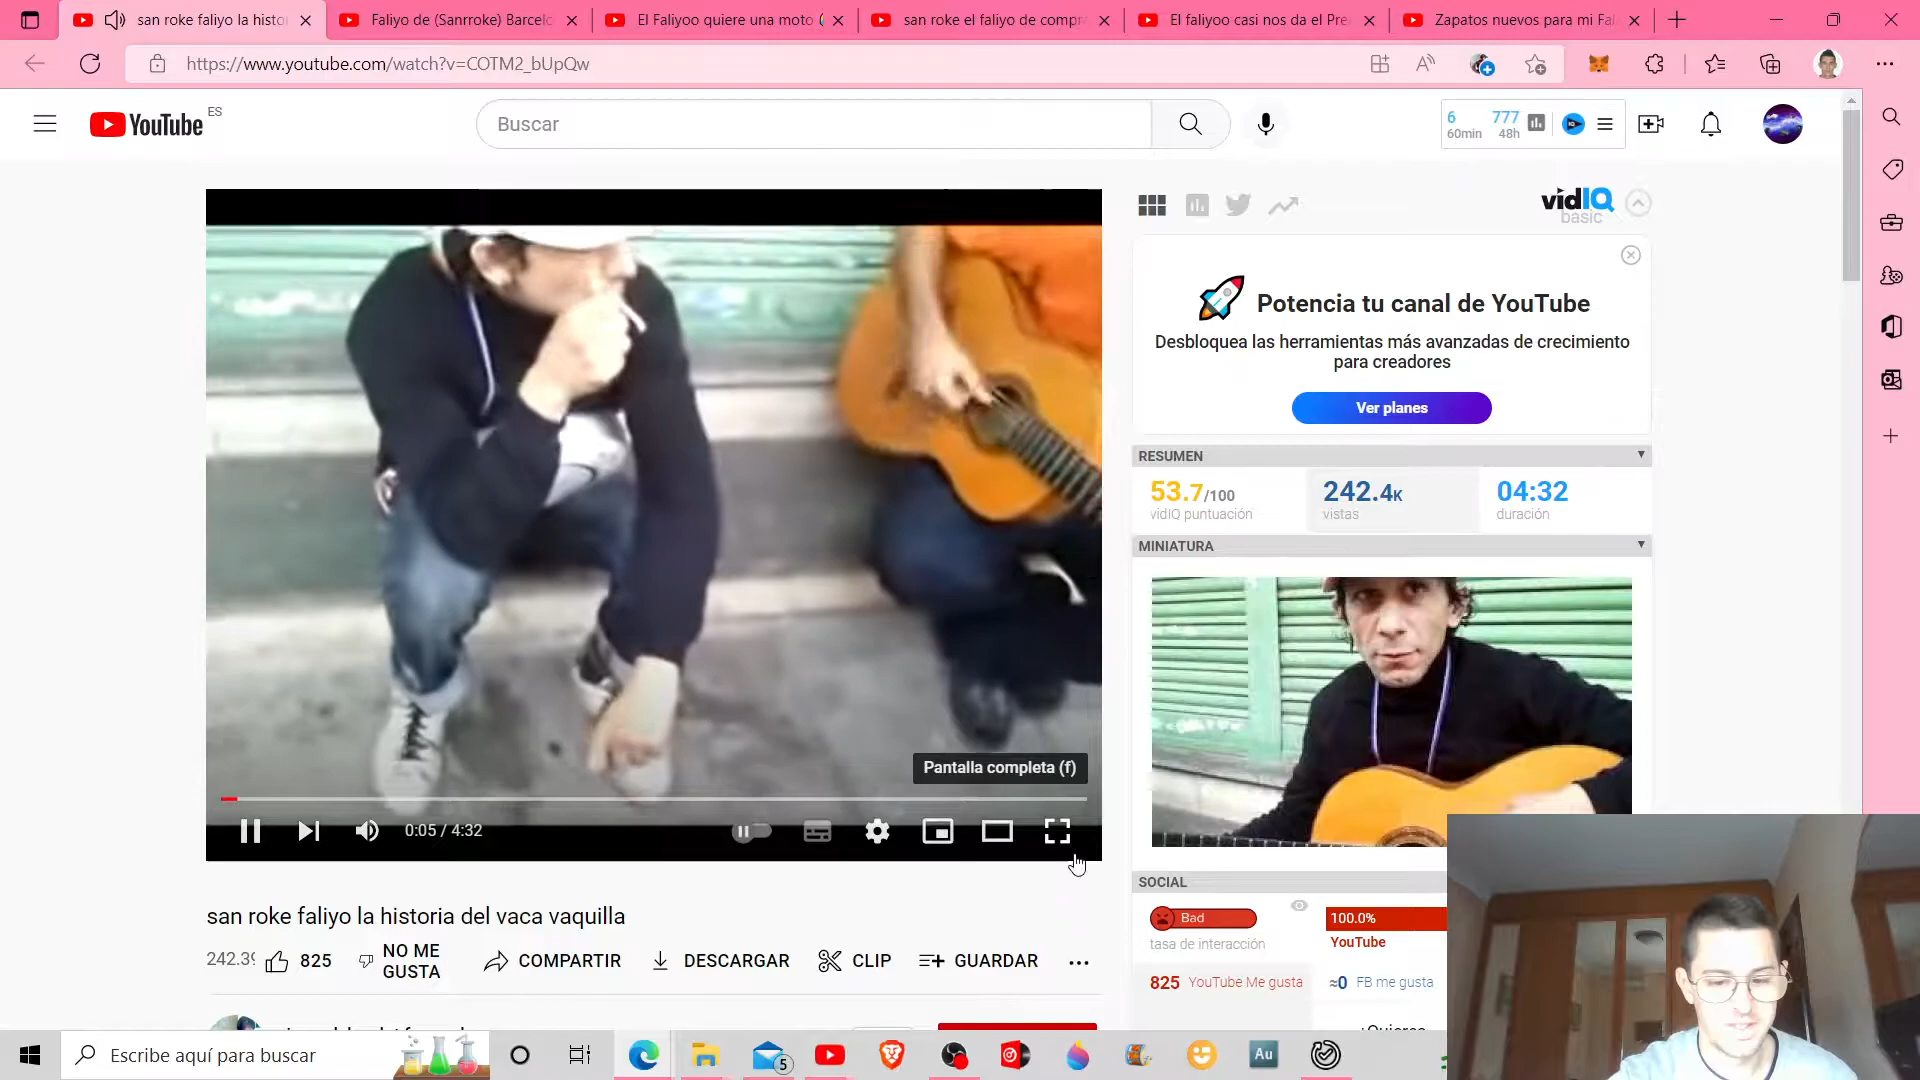 san roke faliyo la histo
Faliyo de (Sanrroke) Barcelo
El Faliyoo quiere una moto
san roke el faliyo de compr
El faliyoo casi nos da el Pre
Zapatos nuevos para mi Fal
https://www.youtube.com/watch?v=COTM2_bUpQw
YouTube
ES
Buscar
6 777
60min 48h
vidIQ
basic
Potencia tu canal de YouTube
Desbloquea las herramientas más avanzadas de crecimiento
para creadores
Ver planes
RESUMEN
53.7/100
vidIQ puntuación
242.4K
vistas
04:32
duración
MINIATURA
Pantalla completa (f)
0:05 / 4:32
SOCIAL
Bad
tasa de interacción
100.0%
YouTube
825 YouTube Me gusta
≈0 FB me gusta
san roke faliyo la historia del vaca vaquilla
242.39
825
NO ME
GUSTA
COMPARTIR
DESCARGAR
CLIP
GUARDAR
Escribe aquí para buscar
5
Au